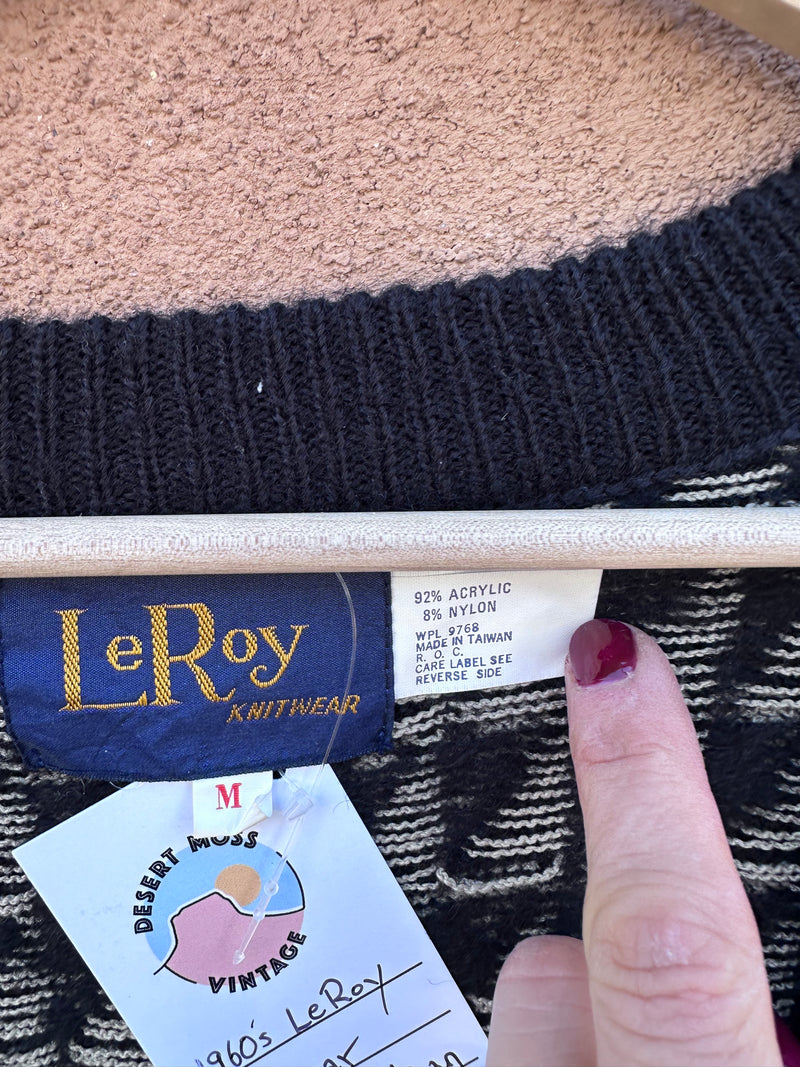 LeRoy
KNITWEAR
92% ACRYLIC
8% NYLON
WPL 9768
MADE IN TAIWAN
R. O. C.
CARE LABEL SEE
REVERSE SIDE
M
DESERT MOSS
VINTAGE
1960's LeRoy